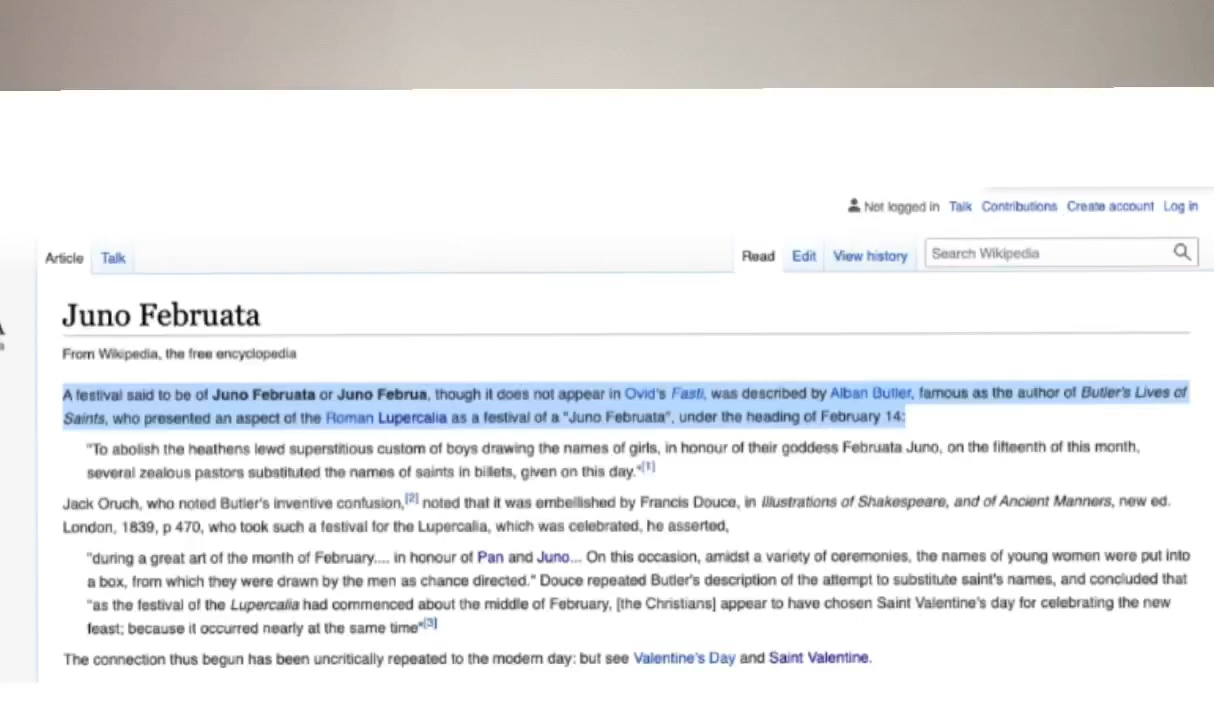 Not logged in Talk Contributions Create account Log in
Article Talk Read Edit View history Search Wikipedia
Juno Februata
From Wikipedia, the free encyclopedia
A festival said to be of Juno Februata or Juno Februa, though it does not appear in Ovid's Fasti, was described by Alban Butler, famous as the author of Butler's Lives of
Saints, who presented an aspect of the Roman Lupercalia as a festival of a "Juno Februata", under the heading of February 14:
"To abolish the heathens lewd superstitious custom of boys drawing the names of girls, in honour of their goddess Februata Juno, on the fifteenth of this month,
several zealous pastors substituted the names of saints in billets, given on this day."[1]
Jack Oruch, who noted Butler's inventive confusion,[2] noted that it was embellished by Francis Douce, in Illustrations of Shakespeare, and of Ancient Manners, new ed.
London, 1839, p 470, who took such a festival for the Lupercalia, which was celebrated, he asserted,
"during a great art of the month of February.... in honour of Pan and Juno... On this occasion, amidst a variety of ceremonies, the names of young women were put into
a box, from which they were drawn by the men as chance directed." Douce repeated Butler's description of the attempt to substitute saint's names, and concluded that
"as the festival of the Lupercalia had commenced about the middle of February, [the Christians] appear to have chosen Saint Valentine's day for celebrating the new
feast; because it occurred nearly at the same time"[3]
The connection thus begun has been uncritically repeated to the modern day: but see Valentine's Day and Saint Valentine.